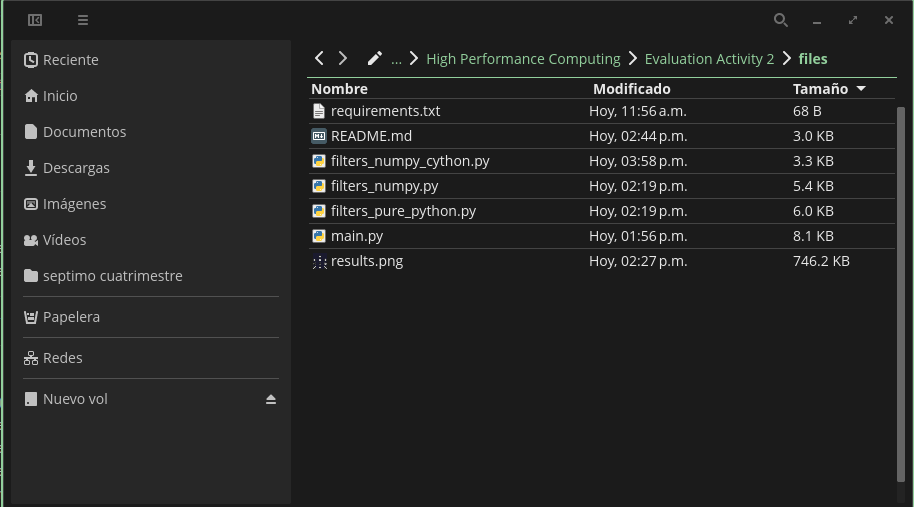 ... High Performance Computing Evaluation Activity 2 files
Reciente
Inicio
Documentos
Descargas
Imágenes
Vídeos
septimo cuatrimestre
Papelera
Redes
Nuevo vol
Nombre Modificado Tamaño
requirements.txt Hoy, 11:56 a.m. 68 B
README.md Hoy, 02:44 p.m. 3.0 KB
filters_numpy_cython.py Hoy, 03:58 p.m. 3.3 KB
filters_numpy.py Hoy, 02:19 p.m. 5.4 KB
filters_pure_python.py Hoy, 02:19 p.m. 6.0 KB
main.py Hoy, 01:56 p.m. 8.1 KB
results.png Hoy, 02:27 p.m. 746.2 KB